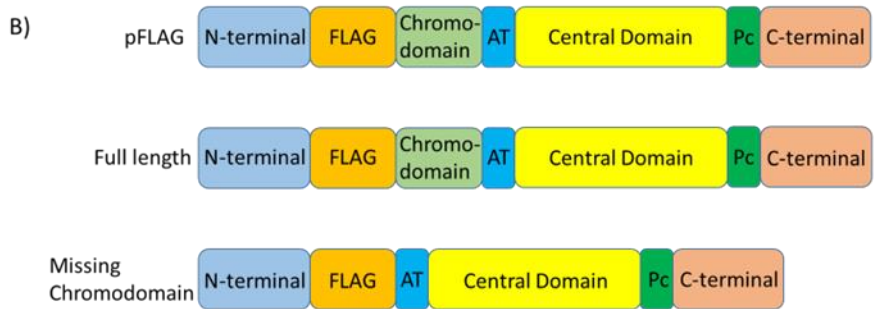 B)
pFLAG N-terminal FLAG Chromo-
domain AT Central Domain Pc C-terminal
Full length N-terminal FLAG Chromo-
domain AT Central Domain Pc C-terminal
Missing
Chromodomain N-terminal FLAG AT Central Domain Pc C-terminal